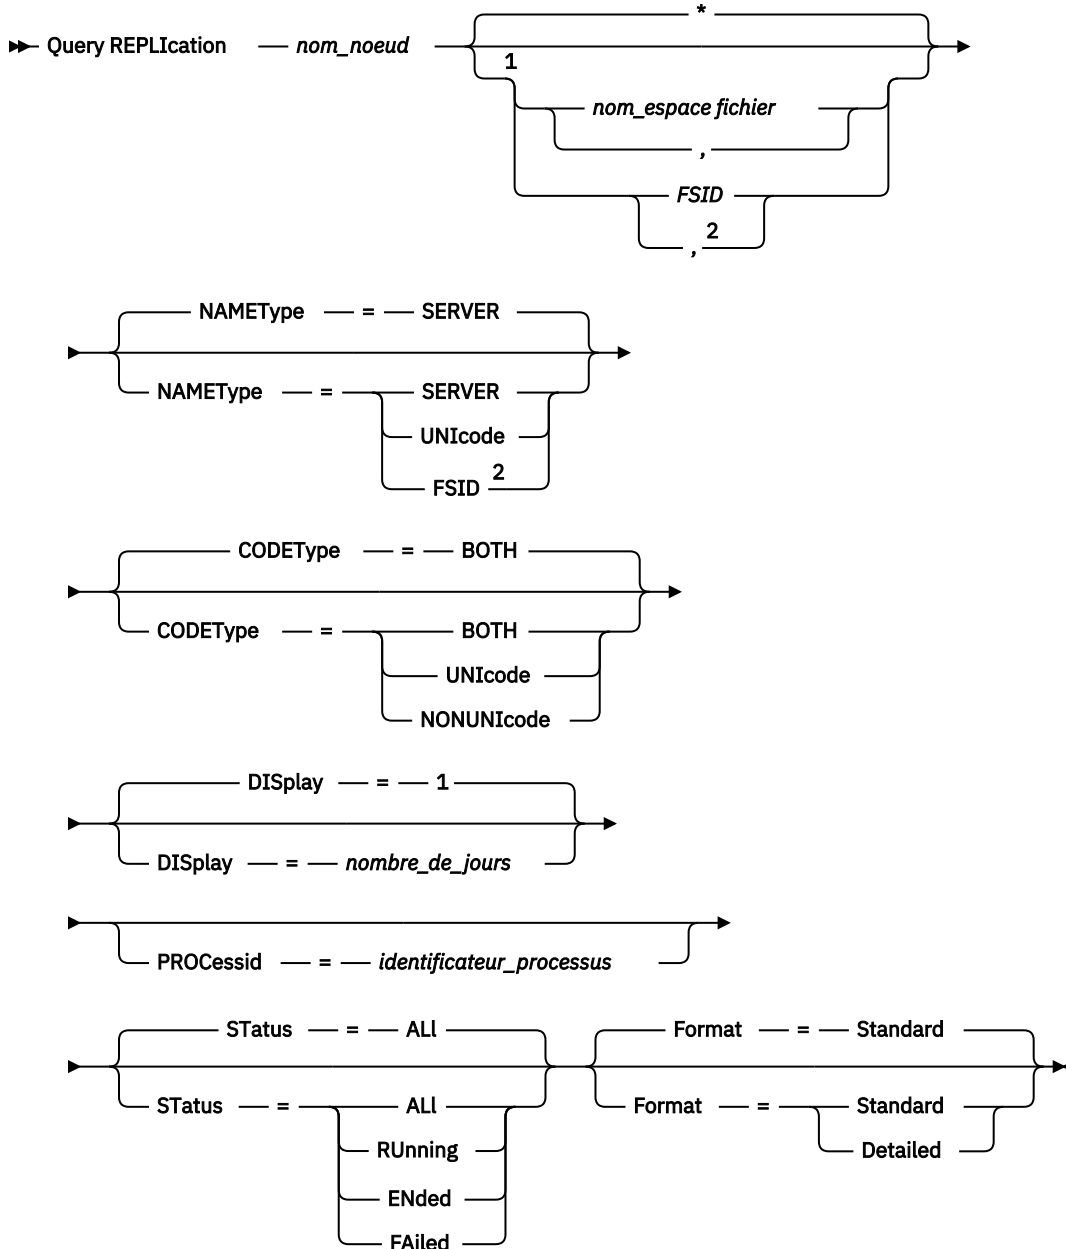 *
Query REPLIcation nom_noeud
1
nom_espace fichier
,
FSID
2
,
NAMEType = SERVER
NAMEType = SERVER
UNIcode
FSID 2
CODEType = BOTH
CODEType = BOTH
UNIcode
NONUNIcode
DISplay = 1
DISplay = nombre_de_jours
PROCessid = identificateur_processus
STatus = ALl Format = Standard
STatus = ALl Format = Standard
RUnning Detailed
ENded
FAiled